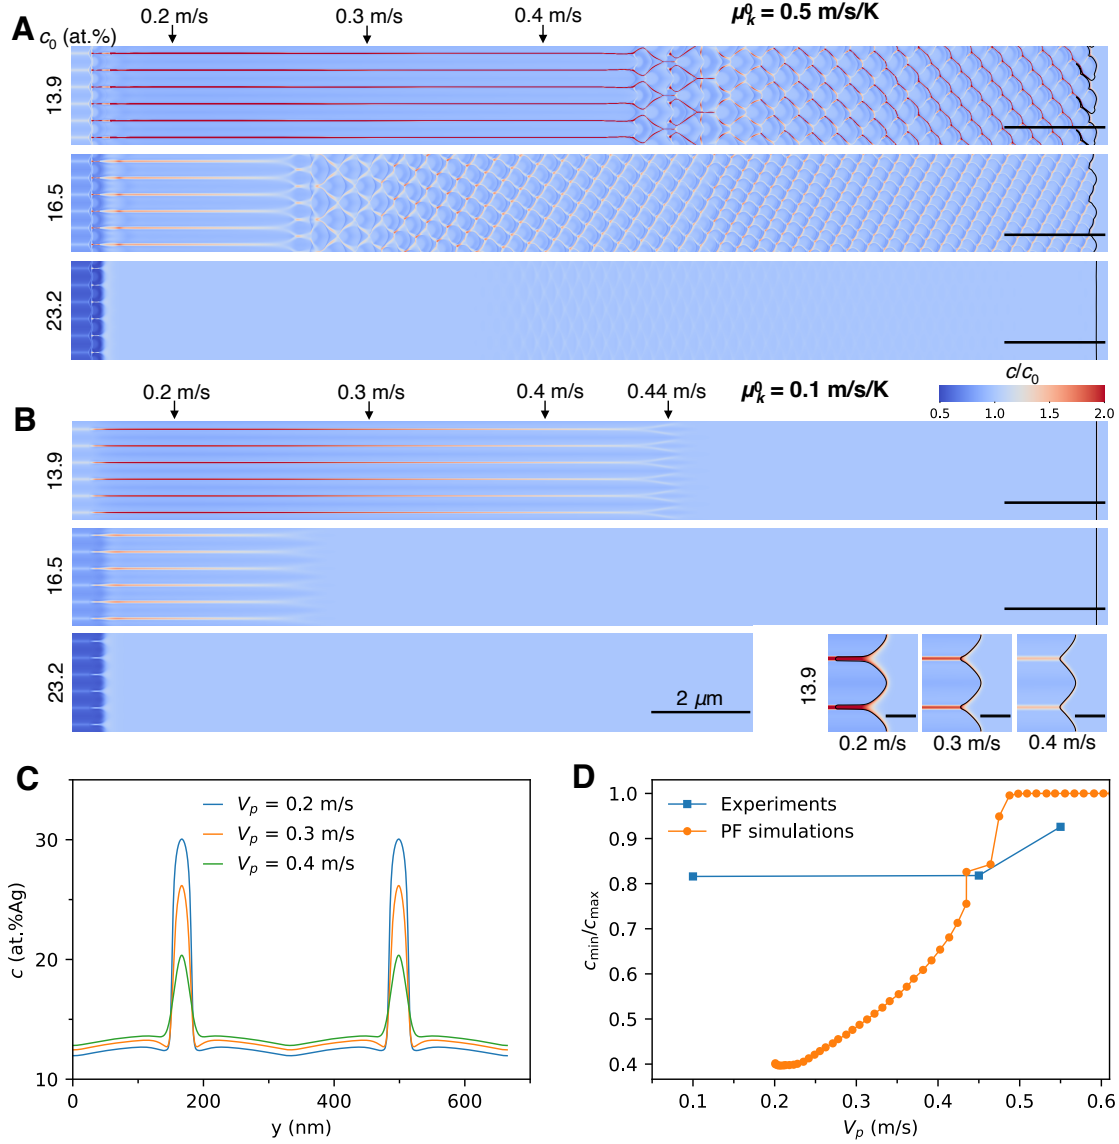 A
0.2 m/s
0.3 m/s
0.4 m/s
μₖ⁰ = 0.5 m/s/K
c₀ (at.%)
13.9
16.5
23.2
B
0.2 m/s
0.3 m/s
0.4 m/s
0.44 m/s
μₖ⁰ = 0.1 m/s/K
c/c₀
0.5
1.0
1.5
2.0
13.9
16.5
23.2
2 μm
13.9
0.2 m/s
0.3 m/s
0.4 m/s
C
Vₚ = 0.2 m/s
Vₚ = 0.3 m/s
Vₚ = 0.4 m/s
30
20
10
c (at.%Ag)
0
200
400
600
y (nm)
D
Experiments
PF simulations
1.0
0.9
0.8
0.7
0.6
0.5
0.4
cmin/cmax
0.1
0.2
0.3
0.4
0.5
0.6
Vₚ (m/s)